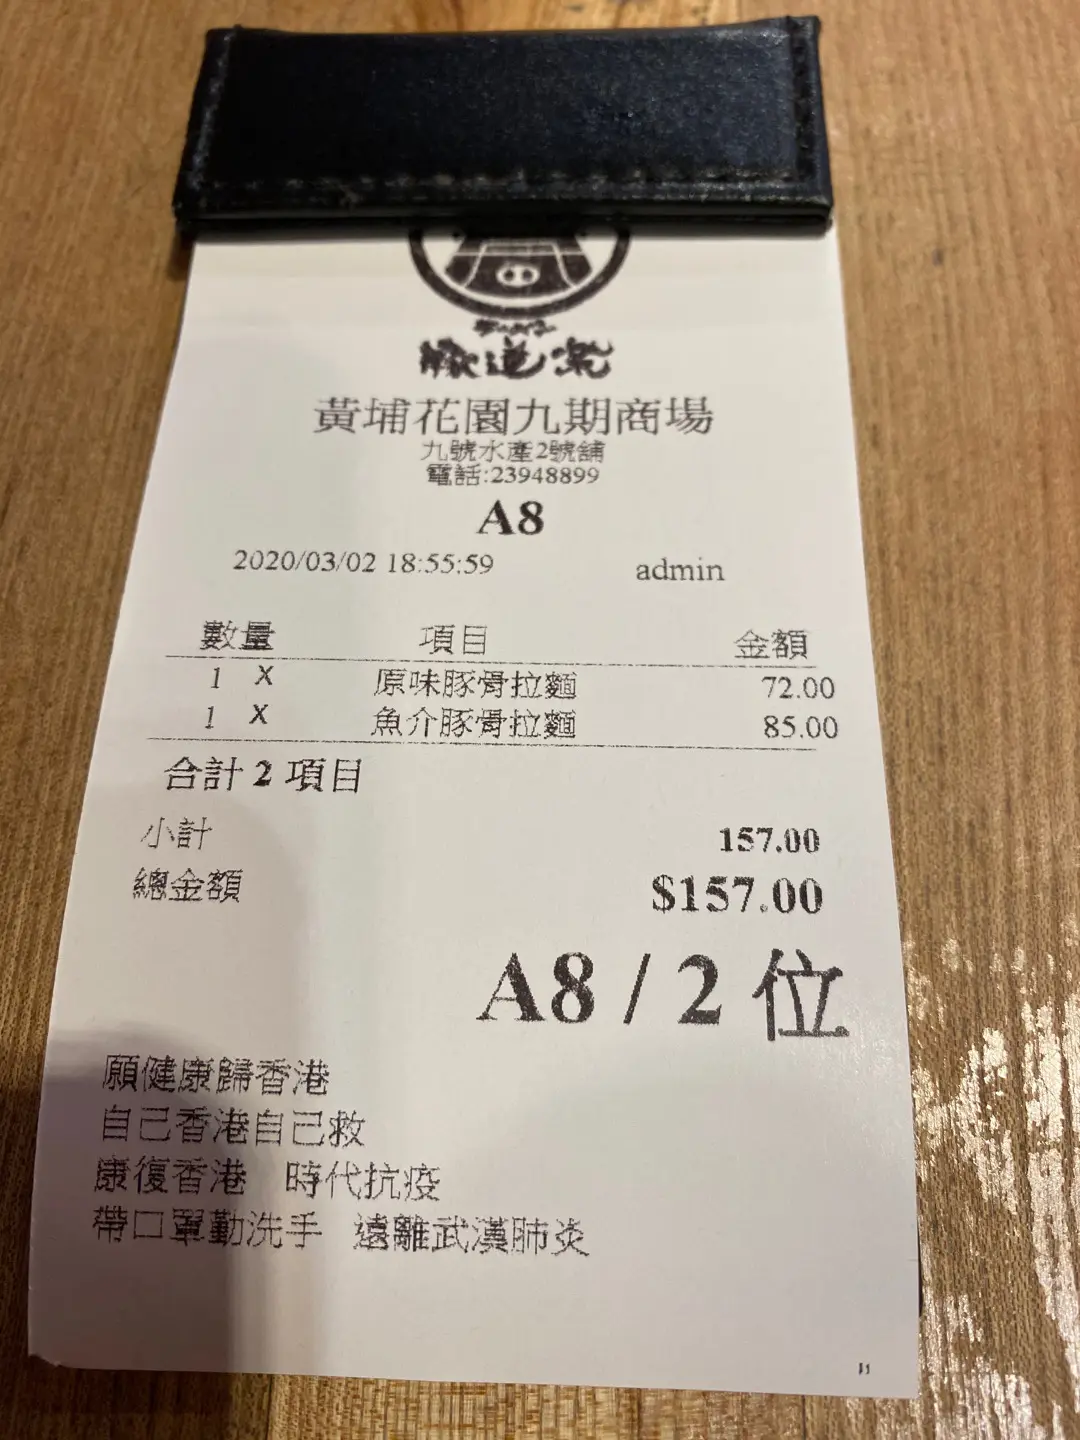 豚道楽
黃埔花園九期商場
九號水產2號舖
電話:23948899
A8
2020/03/02 18:55:59 admin
數量 項目 金額
1 X 原味豚骨拉麵 72.00
1 X 魚介豚骨拉麵 85.00
合計 2 項目
小計 157.00
總金額 $157.00
A8 / 2 位
願健康歸香港
自己香港自己救
康復香港 時代抗疫
帶口罩勤洗手 遠離武漢肺炎